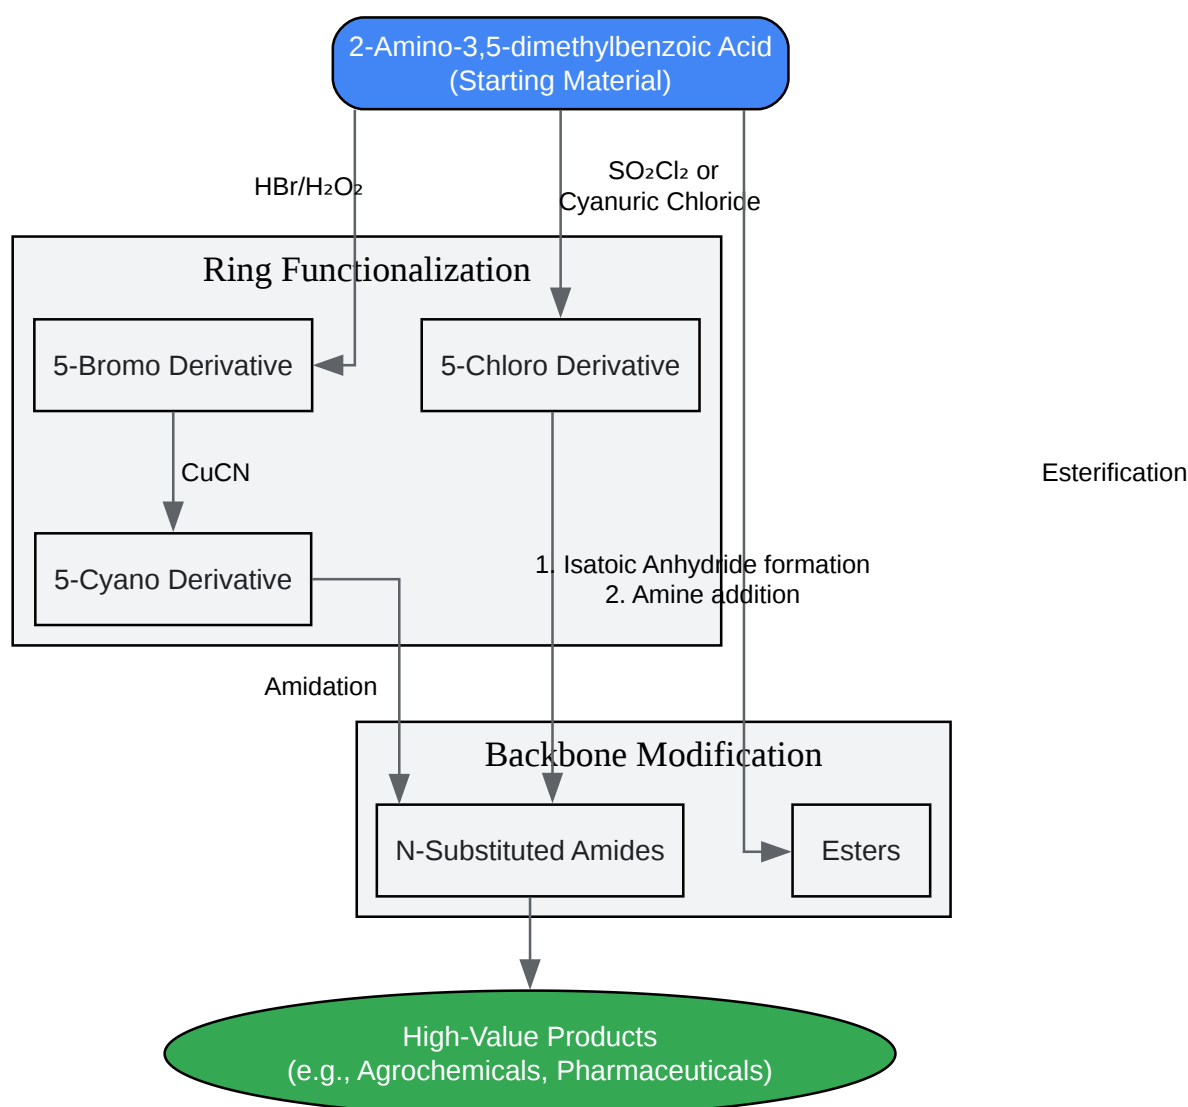 2-Amino-3,5-dimethylbenzoic Acid
(Starting Material)
HBr/H₂O₂
SO₂Cl₂ or
Cyanuric Chloride
Ring Functionalization
5-Bromo Derivative
5-Chloro Derivative
CuCN
Esterification
5-Cyano Derivative
1. Isatoic Anhydride formation
2. Amine addition
Amidation
Backbone Modification
N-Substituted Amides
Esters
High-Value Products
(e.g., Agrochemicals, Pharmaceuticals)